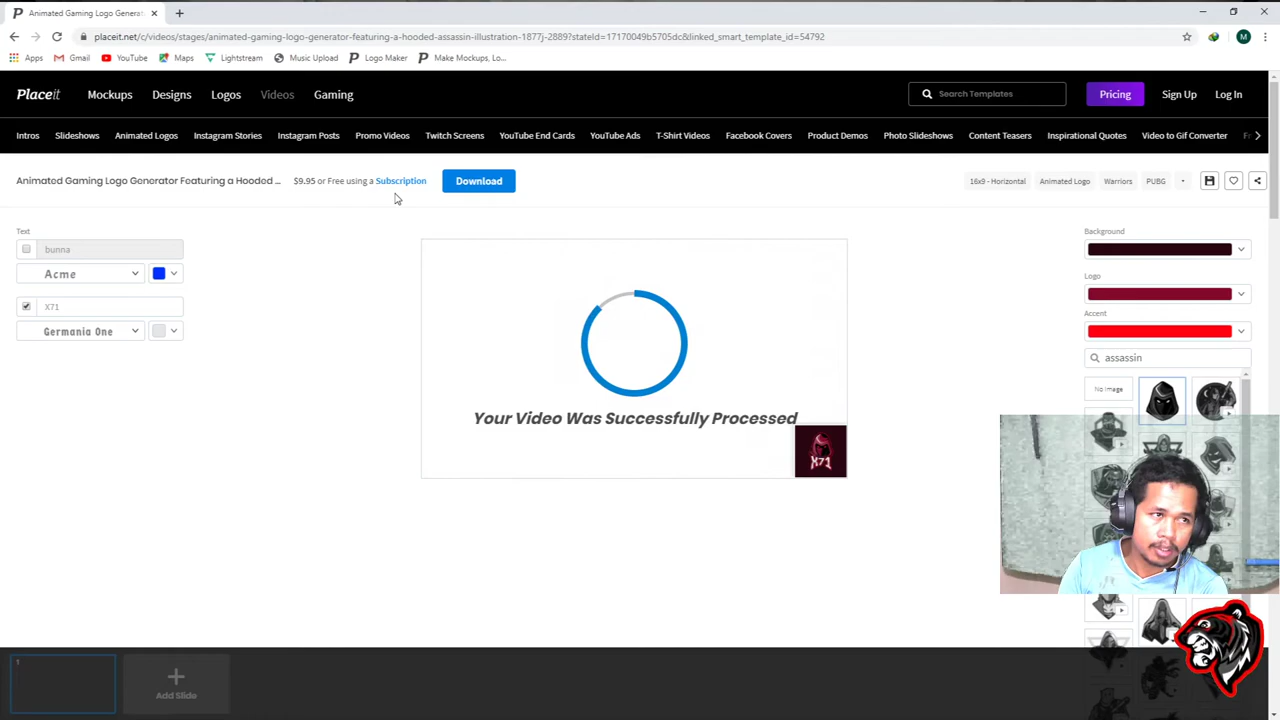 Animated Gaming Logo Generator
placeit.net/c/videos/stages/animated-gaming-logo-generator-featuring-a-hooded-assassin-illustration-1877j-2889?stateId=17170049b5705dc&linked_smart_template_id=54792
M
Apps Gmail YouTube Maps Lightstream Music Upload Logo Maker Make Mockups, Lo...
Placeit Mockups Designs Logos Videos Gaming Search Templates Pricing Sign Up Log In
Intros Slideshows Animated Logos Instagram Stories Instagram Posts Promo Videos Twitch Screens YouTube End Cards YouTube Ads T-Shirt Videos Facebook Covers Product Demos Photo Slideshows Content Teasers Inspirational Quotes Video to Gif Converter Fr
Animated Gaming Logo Generator Featuring a Hooded ... $9.95 or Free using a Subscription Download 16x9 - Horizontal Animated Logo Warriors PUBG
Text
bunna
Acme
X71
Germania One
Your Video Was Successfully Processed
X71
Background
Logo
Accent
assassin
No Image
1
Add Slide